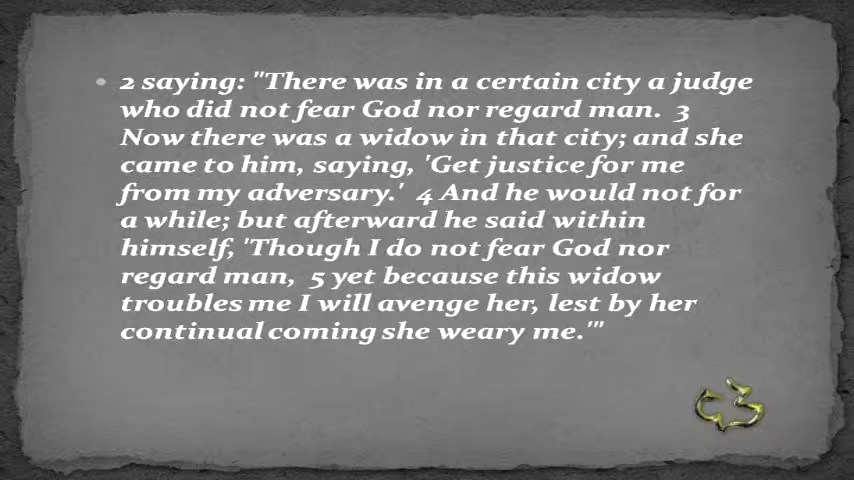 2 saying: "There was in a certain city a judge
who did not fear God nor regard man.  3
Now there was a widow in that city; and she
came to him, saying, 'Get justice for me
from my adversary.'  4 And he would not for
a while; but afterward he said within
himself, 'Though I do not fear God nor
regard man,  5 yet because this widow
troubles me I will avenge her, lest by her
continual coming she weary me.'"